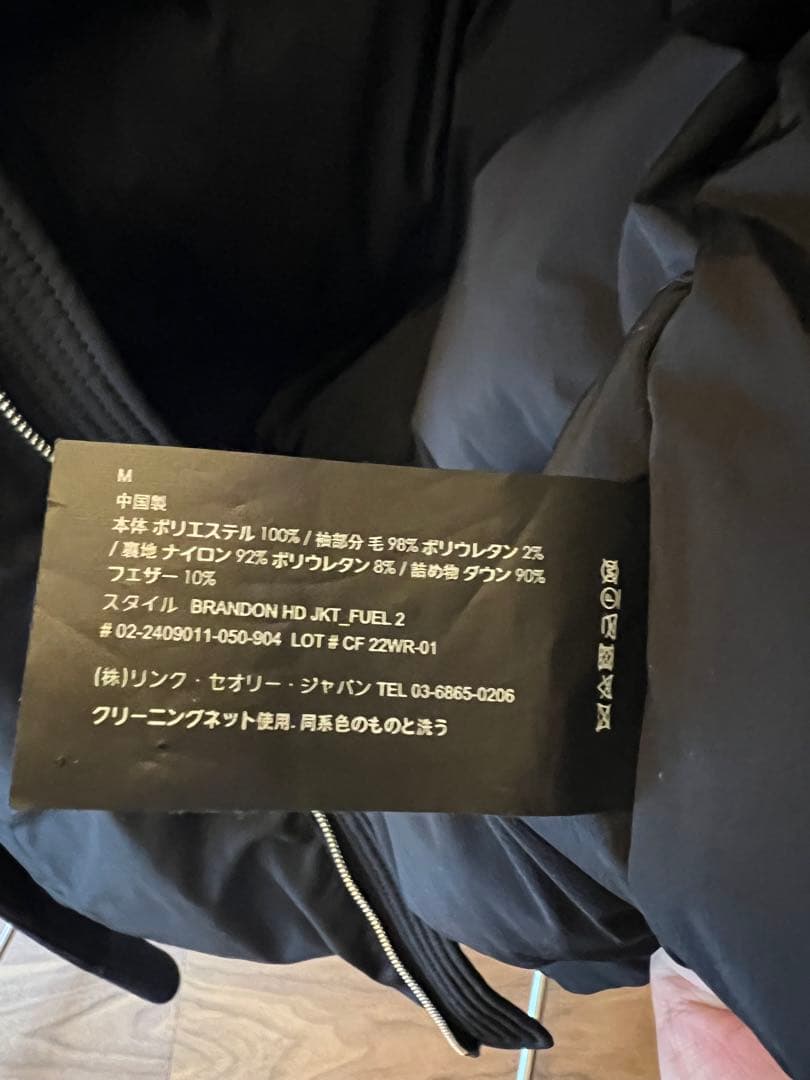 M
中国製
本体 ポリエステル 100% / 袖部分 毛 98% ポリウレタン 2%
/ 裏地 ナイロン 92% ポリウレタン 8% / 詰め物 ダウン 90%
フェザー 10%
スタイル BRANDON HD JKT_FUEL 2
# 02-2409011-050-904 LOT # CF 22WR-01
(株)リンク・セオリー・ジャパン TEL 03-6865-0206
クリーニングネット使用. 同系色のものと洗う